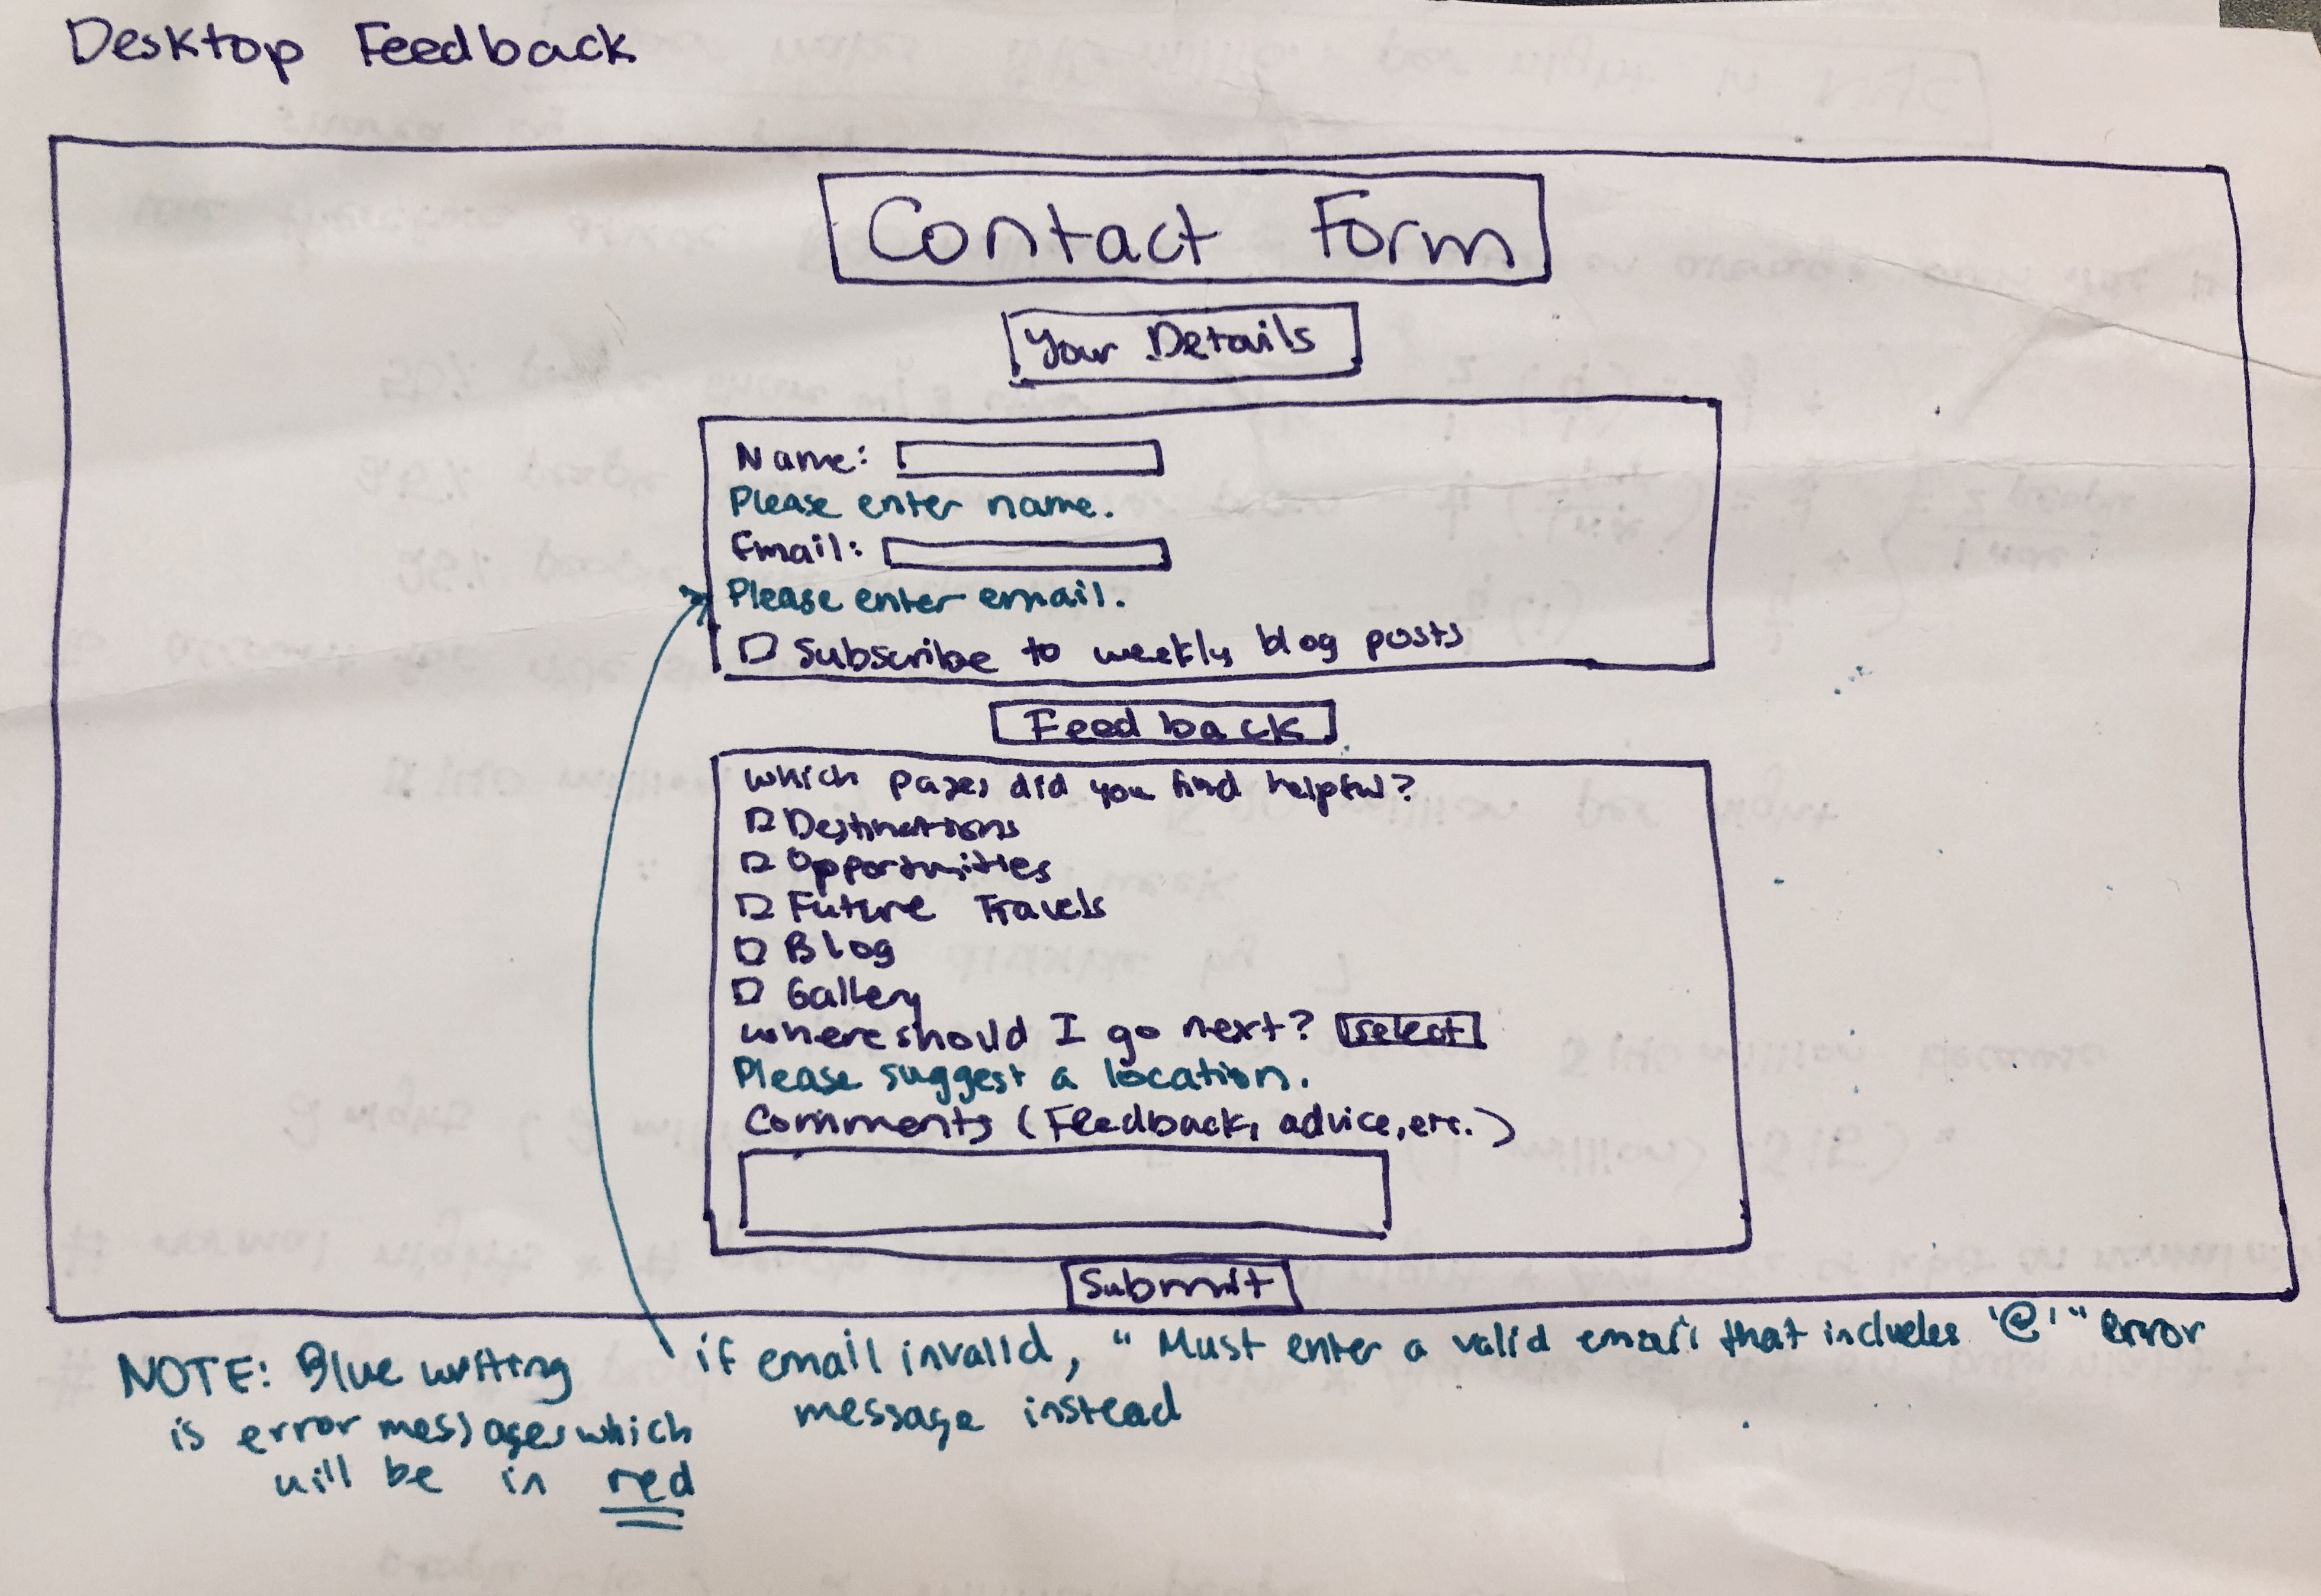 Desktop Feedback
Contact Form
Your Details
Name:
Please enter name.
Email:
Please enter email.
Subscribe to weekly blog posts
Feedback
Which pages did you find helpful?
Destinations
Opportunities
Future Travels
Blog
Gallery
Where should I go next? select
Please suggest a location.
Comments (Feedback, advice, etc.)
Submit
if email invalid, "Must enter a valid email that includes '@'" error
message instead
NOTE: Blue writing
is error messages which
will be in red